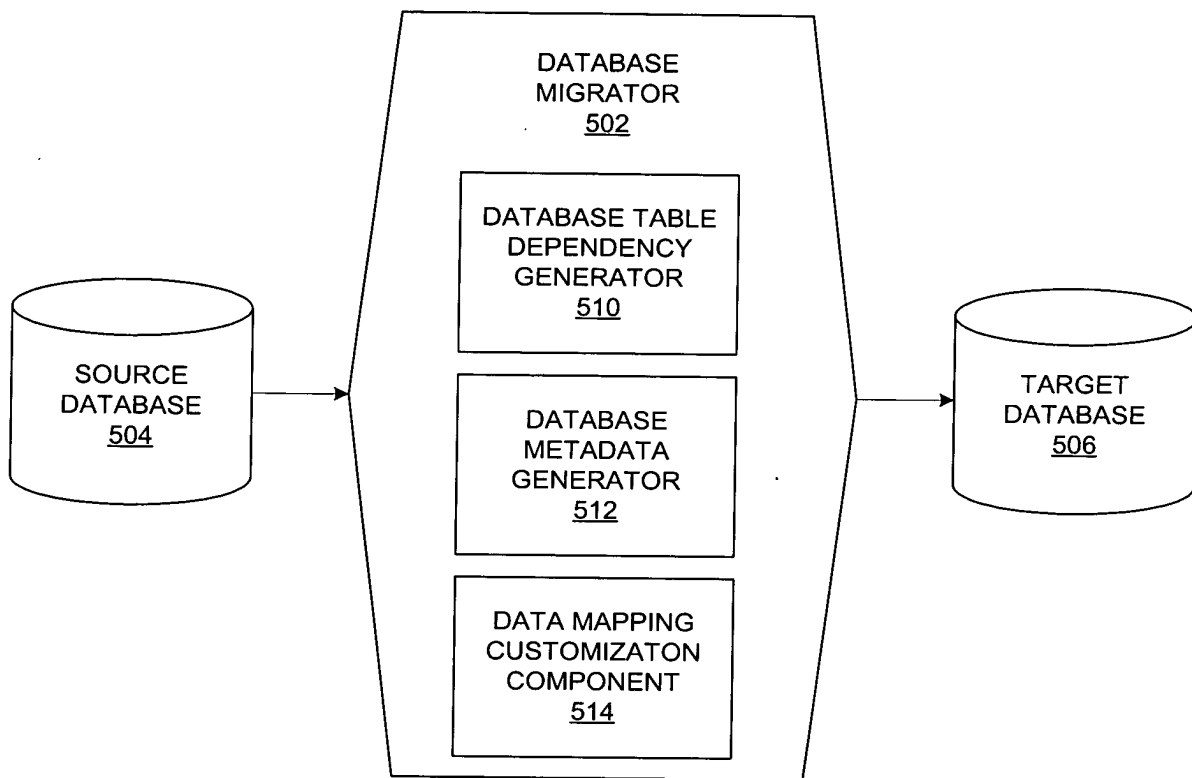 DATABASE
MIGRATOR
502
DATABASE TABLE
DEPENDENCY
GENERATOR
510
SOURCE
DATABASE
504
DATABASE
METADATA
GENERATOR
512
TARGET
DATABASE
506
DATA MAPPING
CUSTOMIZATON
COMPONENT
514